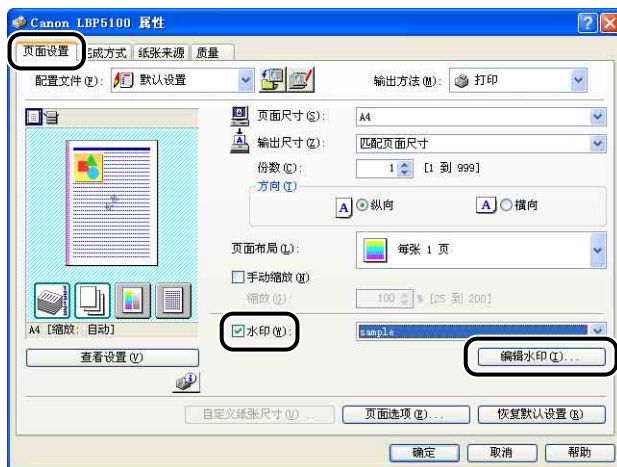 Canon LBP5100 属性
页面设置 完成方式 纸张来源 质量
配置文件(F): 默认设置 输出方法(M): 打印
页面尺寸(S): A4
输出尺寸(Z): 匹配页面尺寸
份数(C): 1 [1 到 999]
方向(T)
A 纵向 A 横向
页面布局(L): 每张 1 页
手动缩放(N)
缩放(G): 100 % [25 到 200]
A4 [缩放: 自动]
水印(W): sample
查看设置(V) 编辑水印(I)...
自定义纸张尺寸(U)... 页面选项(E)... 恢复默认设置(R)
确定 取消 帮助